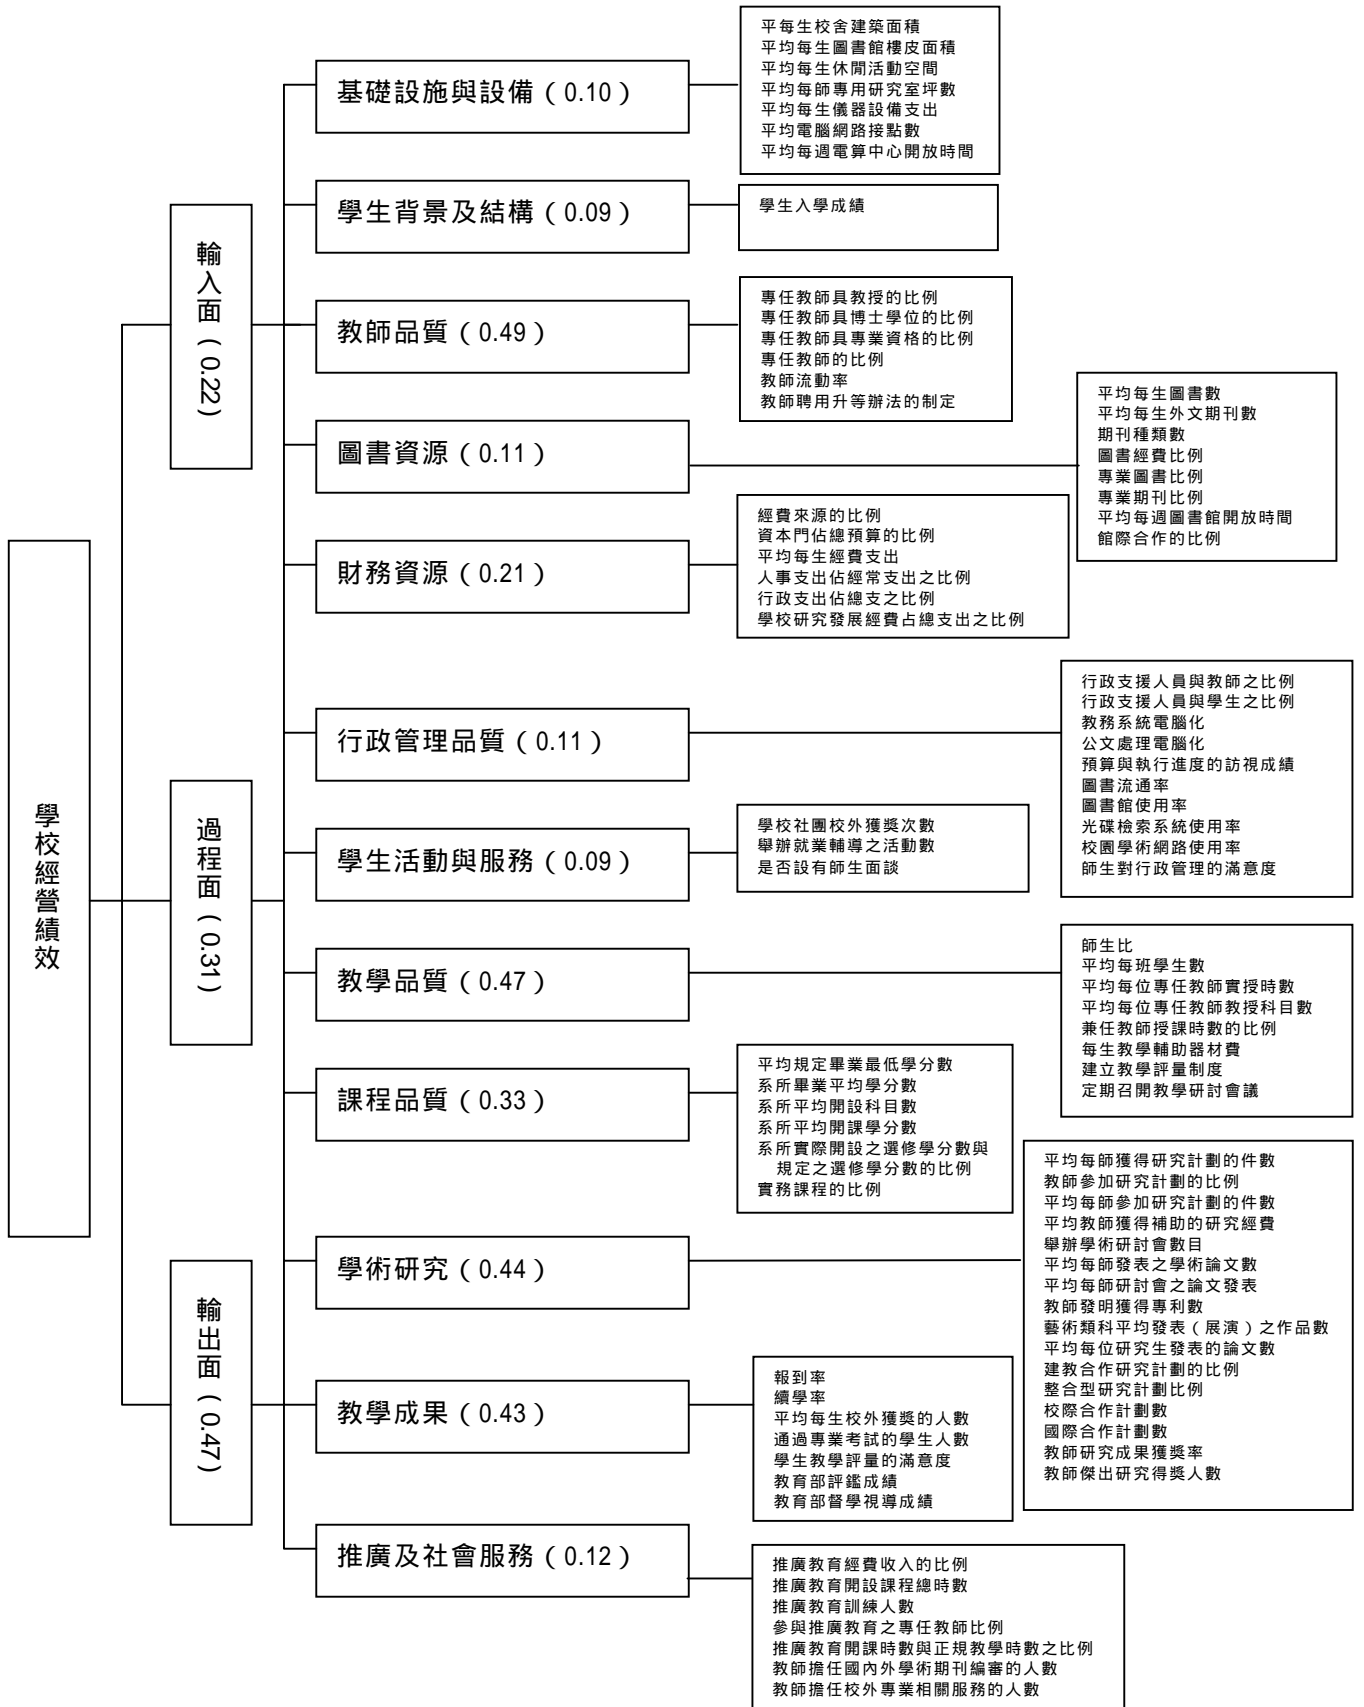 學校經營績效
輸入面（0.22）
基礎設施與設備（0.10）
平每生校舍建築面積
平均每生圖書館樓皮面積
平均每生休閒活動空間
平均每師專用研究室坪數
平均每生儀器設備支出
平均電腦網路接點數
平均每週電算中心開放時間
學生背景及結構（0.09）
學生入學成績
教師品質（0.49）
專任教師具教授的比例
專任教師具博士學位的比例
專任教師具專業資格的比例
專任教師的比例
教師流動率
教師聘用升等辦法的制定
圖書資源（0.11）
平均每生圖書數
平均每生外文期刊數
期刊種類數
圖書經費比例
專業圖書比例
專業期刊比例
平均每週圖書館開放時間
館際合作的比例
財務資源（0.21）
經費來源的比例
資本門佔總預算的比例
平均每生經費支出
人事支出佔經常支出之比例
行政支出佔總支之比例
學校研究發展經費占總支出之比例
過程面（0.31）
行政管理品質（0.11）
行政支援人員與教師之比例
行政支援人員與學生之比例
教務系統電腦化
公文處理電腦化
預算與執行進度的訪視成績
圖書流通率
圖書館使用率
光碟檢索系統使用率
校園學術網路使用率
師生對行政管理的滿意度
學生活動與服務（0.09）
學校社團校外獲獎次數
舉辦就業輔導之活動數
是否設有師生面談
教學品質（0.47）
師生比
平均每班學生數
平均每位專任教師實授時數
平均每位專任教師教授科目數
兼任教師授課時數的比例
每生教學輔助器材費
建立教學評量制度
定期召開教學研討會議
課程品質（0.33）
平均規定畢業最低學分數
系所畢業平均學分數
系所平均開設科目數
系所平均開課學分數
系所實際開設之選修學分數與
規定之選修學分數的比例
實務課程的比例
輸出面（0.47）
學術研究（0.44）
平均每師獲得研究計劃的件數
教師參加研究計劃的比例
平均每師參加研究計劃的件數
平均教師獲得補助的研究經費
舉辦學術研討會數目
平均每師發表之學術論文數
平均每師研討會之論文發表
教師發明獲得專利數
藝術類科平均發表（展演）之作品數
平均每位研究生發表的論文數
建教合作研究計劃的比例
整合型研究計劃比例
校際合作計劃數
國際合作計劃數
教師研究成果獲獎率
教師傑出研究得獎人數
教學成果（0.43）
報到率
續學率
平均每生校外獲獎的人數
通過專業考試的學生人數
學生教學評量的滿意度
教育部評鑑成績
教育部督學視導成績
推廣及社會服務（0.12）
推廣教育經費收入的比例
推廣教育開設課程總時數
推廣教育訓練人數
參與推廣教育之專任教師比例
推廣教育開課時數與正規教學時數之比例
教師擔任國內外學術期刊編審的人數
教師擔任校外專業相關服務的人數